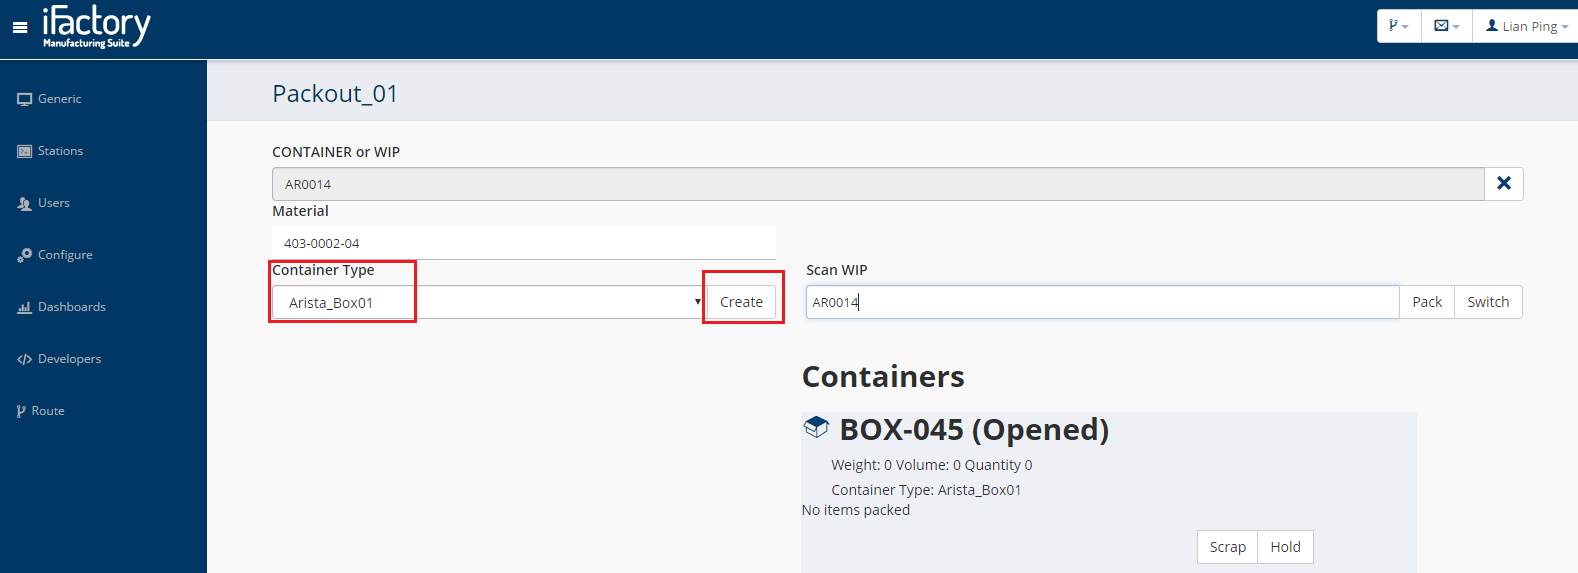 iFactory
Manufacturing Suite
Lian Ping
Generic
Stations
Users
Configure
Dashboards
Developers
Route
Packout_01
CONTAINER or WIP
AR0014
Material
403-0002-04
Container Type
Arista_Box01
Create
Scan WIP
AR0014
Pack
Switch
Containers
BOX-045 (Opened)
Weight: 0 Volume: 0 Quantity 0
Container Type: Arista_Box01
No items packed
Scrap
Hold